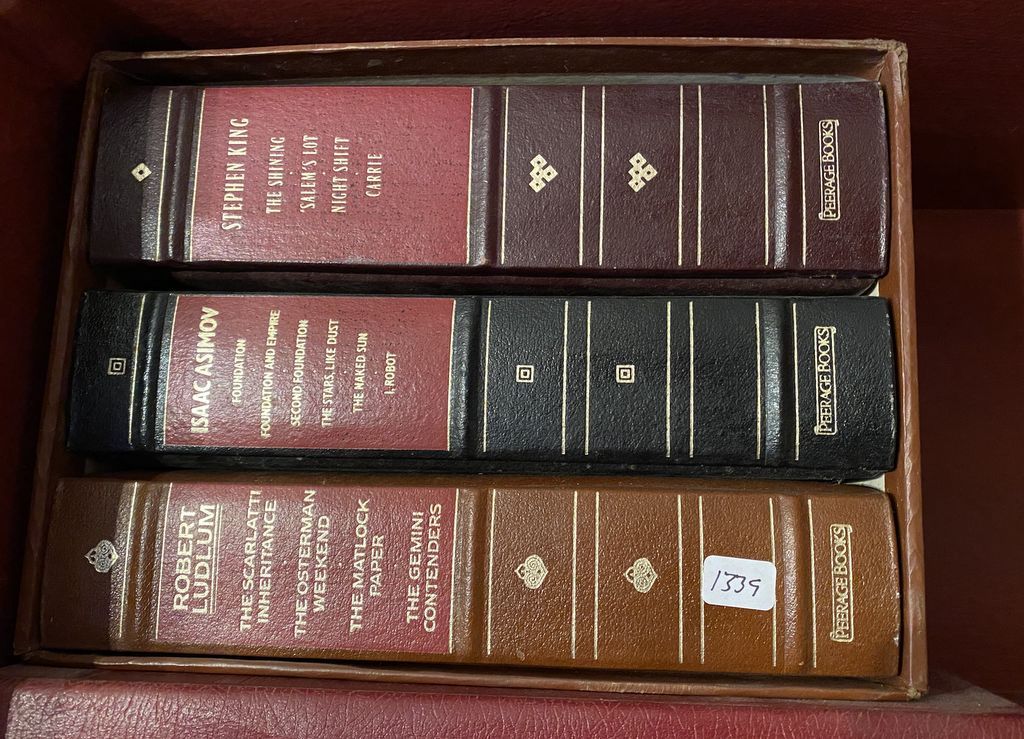 STEPHEN KING
THE SHINING
'SALEM'S LOT
NIGHT SHIFT
CARRIE
PEERAGE BOOKS
ISAAC ASIMOV
FOUNDATION
FOUNDATION AND EMPIRE
SECOND FOUNDATION
THE STARS, LIKE DUST
THE NAKED SUN
I, ROBOT
PEERAGE BOOKS
ROBERT
LUDLUM
THE SCARLATTI
INHERITANCE
THE OSTERMAN
WEEKEND
THE MATLOCK
PAPER
THE GEMINI
CONTENDERS
1339
PEERAGE BOOKS